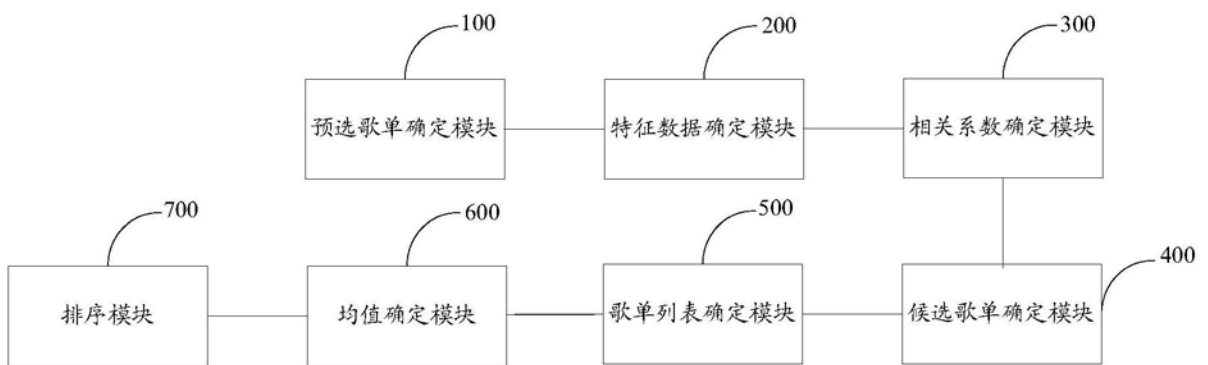 100
200
300
预选歌单确定模块
特征数据确定模块
相关系数确定模块
700
600
500
400
排序模块
均值确定模块
歌单列表确定模块
候选歌单确定模块